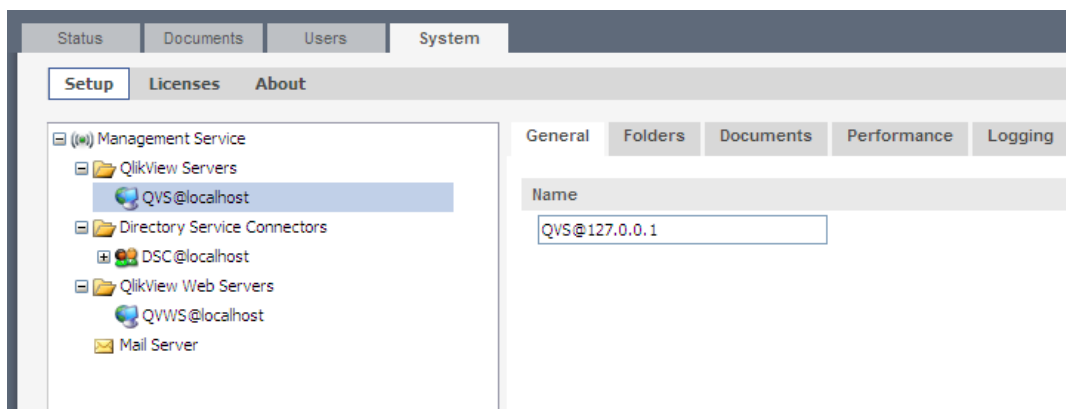 Status Documents Users System
Setup Licenses About
Management Service
QlikView Servers
QVS@localhost
Directory Service Connectors
DSC@localhost
QlikView Web Servers
QVWS@localhost
Mail Server
General Folders Documents Performance Logging
Name
QVS@127.0.0.1